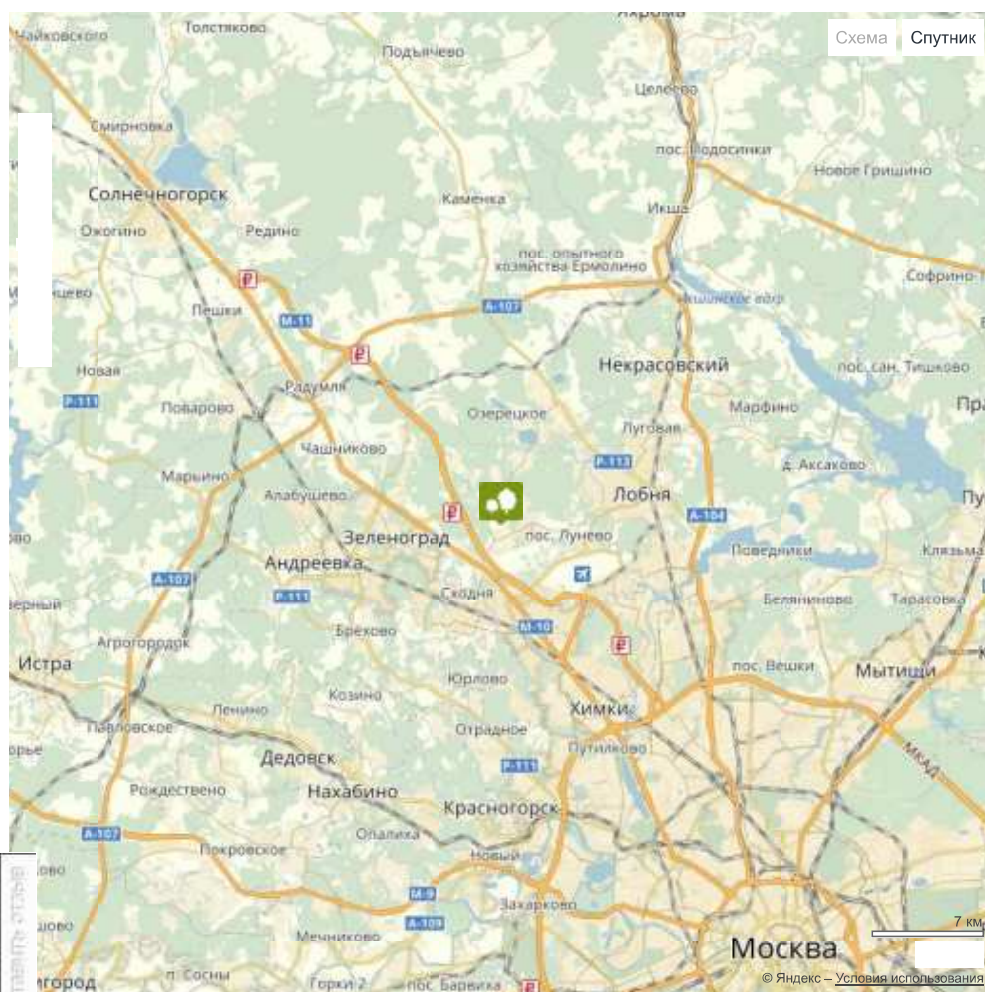 Яхрома
Чайковского
Толстяково
Схема
Спутник
Подъячево
Целеево
Смирновка
пос. Подосинки
Новое Гришино
Солнечногорск
Каменка
Икша
Ожогино
Редино
пос. опытного
хозяйства Ермолино
Софрино
Икшинское вдхр
Пешки
А-107
М-11
Некрасовский
пос. сан. Тишково
Новая
Радумля
Р-111
Поварово
Озерецкое
Марфино
Луговая
Чашниково
Р-113
д. Аксаково
Марьино
Алабушево
Лобня
А-104
Зеленоград
пос. Лунево
Поведники
Клязьма
Андреевка
А-107
Р-111
Сходня
Беляниново
Тарасовка
Брехово
М-10
Агрогородок
Истра
пос. Вешки
Мытищи
Юрлово
Козино
Ленино
Химки
Павловское
Отрадное
Путилково
МКАД
Дедовск
Р-111
Рождествено
Нахабино
Красногорск
А-107
Опалиха
Покровское
Новый
М-9
Захарково
А-109
7 км
Мечниково
Москва
п. Сосны
Горки-2
пос. Барвиха
© Яндекс – Условия использования